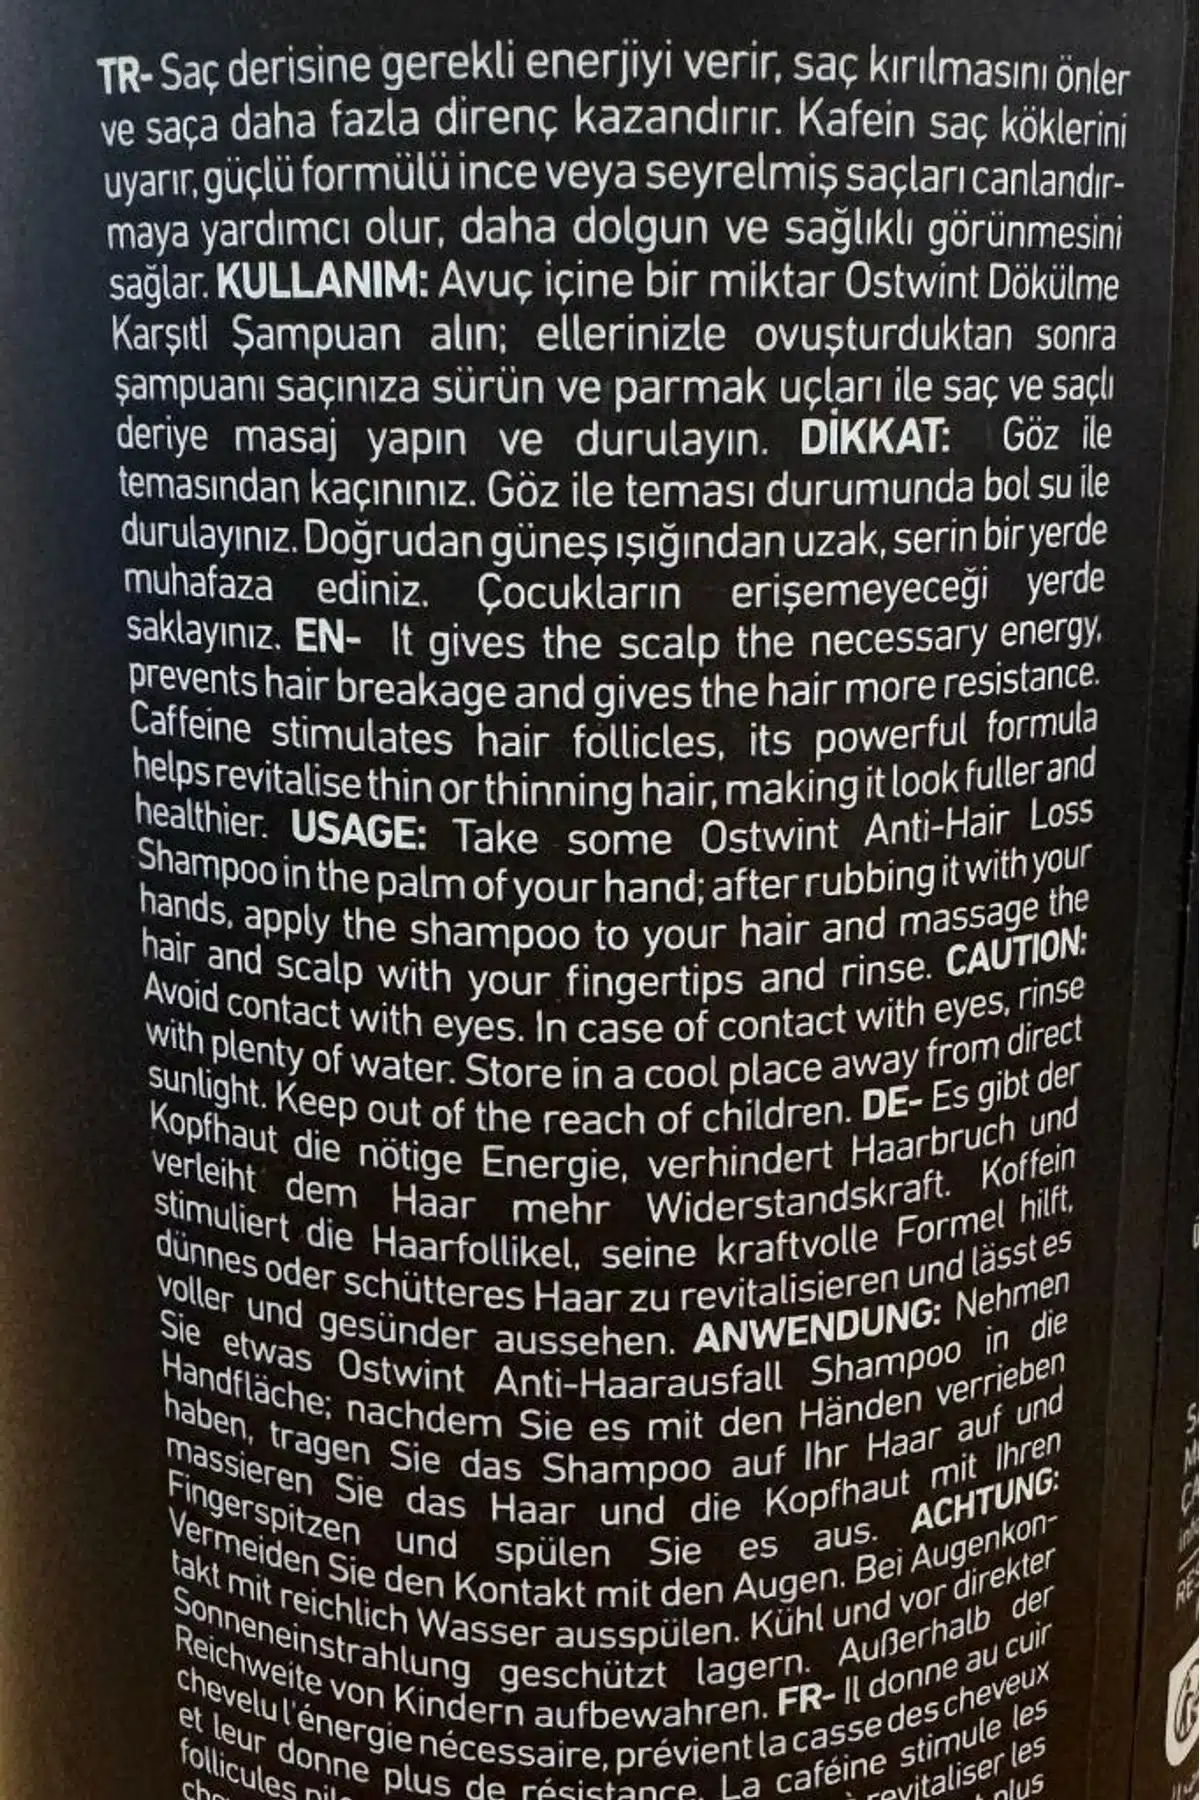 TR- Saç derisine gerekli enerjiyi verir, saç kırılmasını önler
ve saça daha fazla direnç kazandırır. Kafein saç köklerini
uyarır, güçlü formülü ince veya seyrelmiş saçları canlandır-
maya yardımcı olur, daha dolgun ve sağlıklı görünmesini
sağlar. KULLANIM: Avuç içine bir miktar Ostwint Dökülme
Karşıtl Şampuan alın; ellerinizle ovuşturduktan sonra
şampuanı saçınıza sürün ve parmak uçları ile saç ve saçlı
deriye masaj yapın ve durulayın. DİKKAT: Göz ile
temasından kaçınınız. Göz ile teması durumunda bol su ile
durulayınız. Doğrudan güneş ışığından uzak, serin bir yerde
muhafaza ediniz. Çocukların erişemeyeceği yerde
saklayınız. EN- It gives the scalp the necessary energy,
prevents hair breakage and gives the hair more resistance.
Caffeine stimulates hair follicles, its powerful formula
helps revitalise thin or thinning hair, making it look fuller and
healthier. USAGE: Take some Ostwint Anti-Hair Loss
Shampoo in the palm of your hand; after rubbing it with your
hands, apply the shampoo to your hair and massage the
hair and scalp with your fingertips and rinse. CAUTION:
Avoid contact with eyes. In case of contact with eyes, rinse
with plenty of water. Store in a cool place away from direct
sunlight. Keep out of the reach of children. DE- Es gibt der
Kopfhaut die nötige Energie, verhindert Haarbruch und
verleiht dem Haar mehr Widerstandskraft. Koffein
stimuliert die Haarfollikel, seine kraftvolle Formel hilft,
dünnes oder schütteres Haar zu revitalisieren und lässt es
voller und gesünder aussehen. ANWENDUNG: Nehmen
Sie etwas Ostwint Anti-Haarausfall Shampoo in die
Handfläche; nachdem Sie es mit den Händen verrieben
haben, tragen Sie das Shampoo auf Ihr Haar auf und
massieren Sie das Haar und die Kopfhaut mit Ihren
Fingerspitzen und spülen Sie es aus. ACHTUNG:
Vermeiden Sie den Kontakt mit den Augen. Bei Augenkon-
takt mit reichlich Wasser ausspülen. Kühl und vor direkter
Sonneneinstrahlung geschützt lagern. Außerhalb der
Reichweite von Kindern aufbewahren. FR- Il donne au cuir
chevelu l'énergie nécessaire, prévient la casse des cheveux
et leur donne plus de résistance. La caféine stimule les
follicules revitaliser les
plus